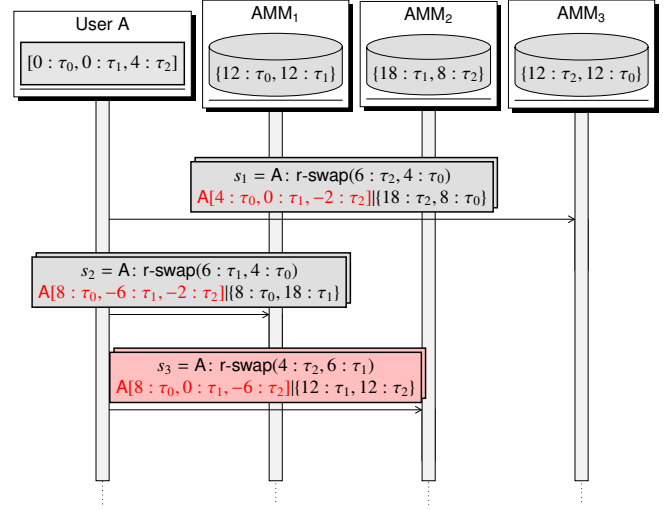 User A
[0 : τ₀, 0 : τ₁, 4 : τ₂]
AMM₁
{12 : τ₀, 12 : τ₁}
AMM₂
{18 : τ₁, 8 : τ₂}
AMM₃
{12 : τ₂, 12 : τ₀}
s₁ = A: r-swap(6 : τ₂, 4 : τ₀)
A[4 : τ₀, 0 : τ₁, −2 : τ₂]|{18 : τ₂, 8 : τ₀}
s₂ = A: r-swap(6 : τ₁, 4 : τ₀)
A[8 : τ₀, −6 : τ₁, −2 : τ₂]|{8 : τ₀, 18 : τ₁}
s₃ = A: r-swap(4 : τ₂, 6 : τ₁)
A[8 : τ₀, 0 : τ₁, −6 : τ₂]|{12 : τ₁, 12 : τ₂}